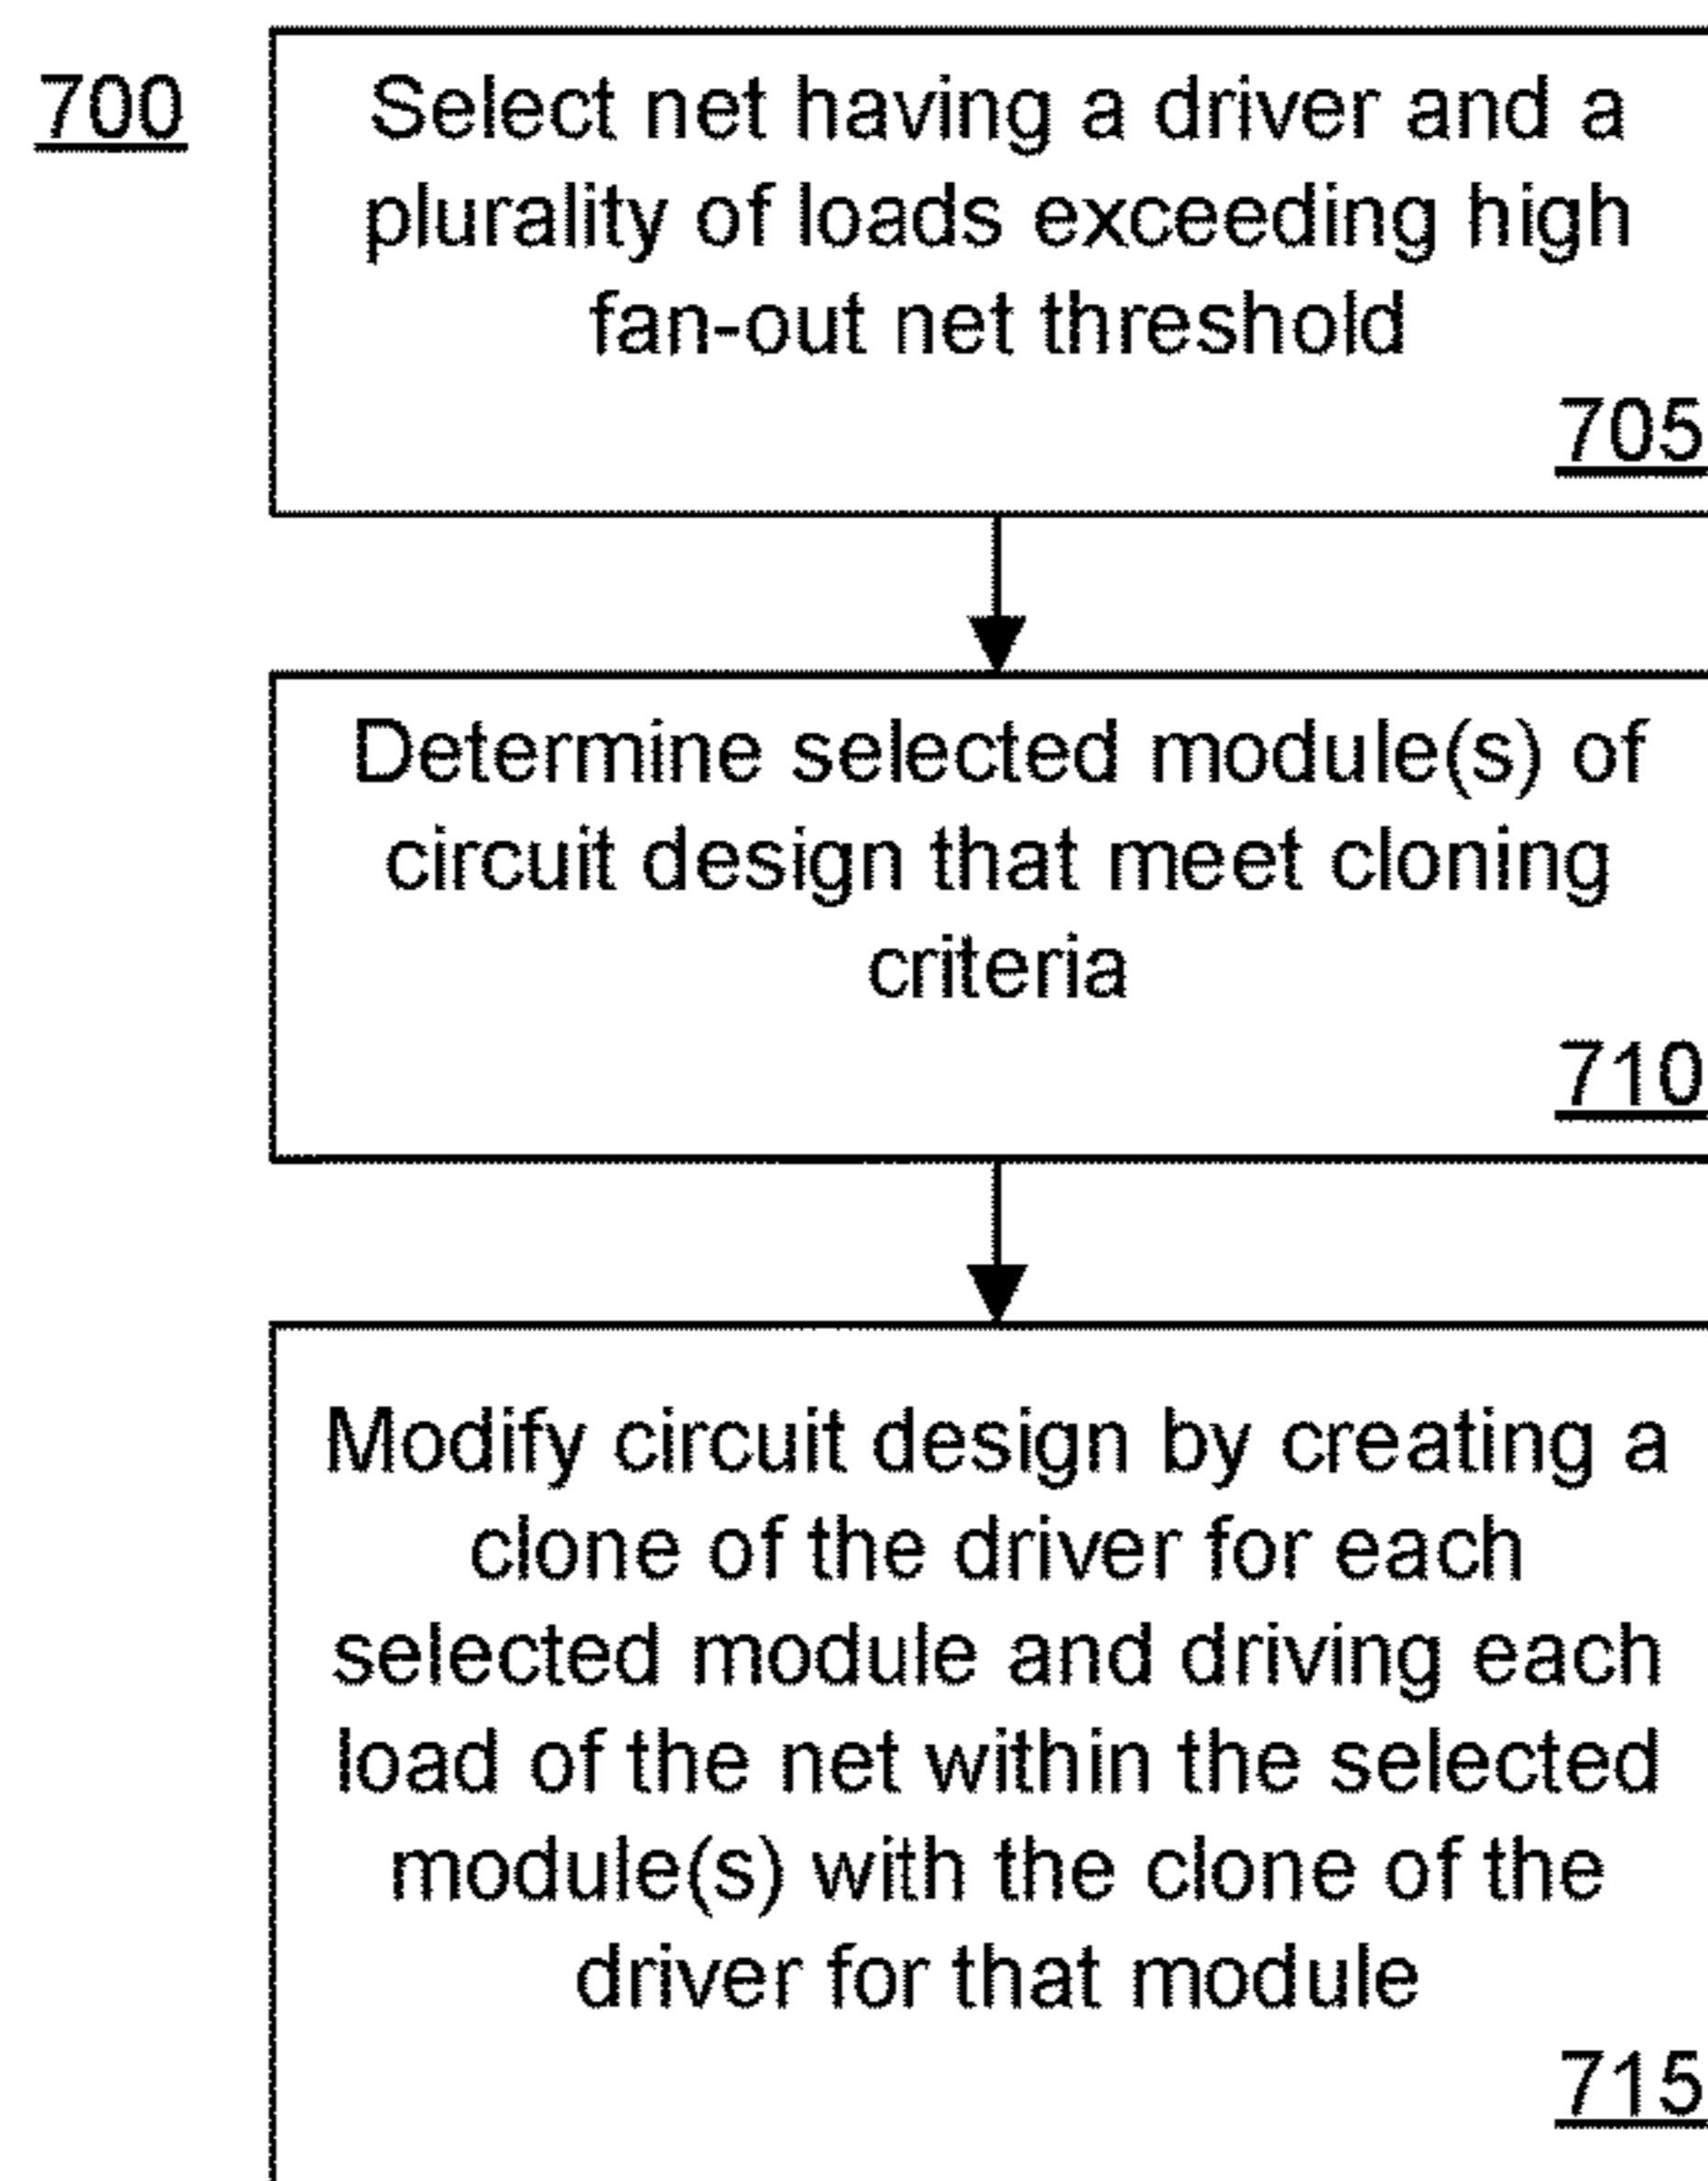 700
Select net having a driver and a
plurality of loads exceeding high
fan-out net threshold
705
Determine selected module(s) of
circuit design that meet cloning
criteria
710
Modify circuit design by creating a
clone of the driver for each
selected module and driving each
load of the net within the selected
module(s) with the clone of the
driver for that module
715